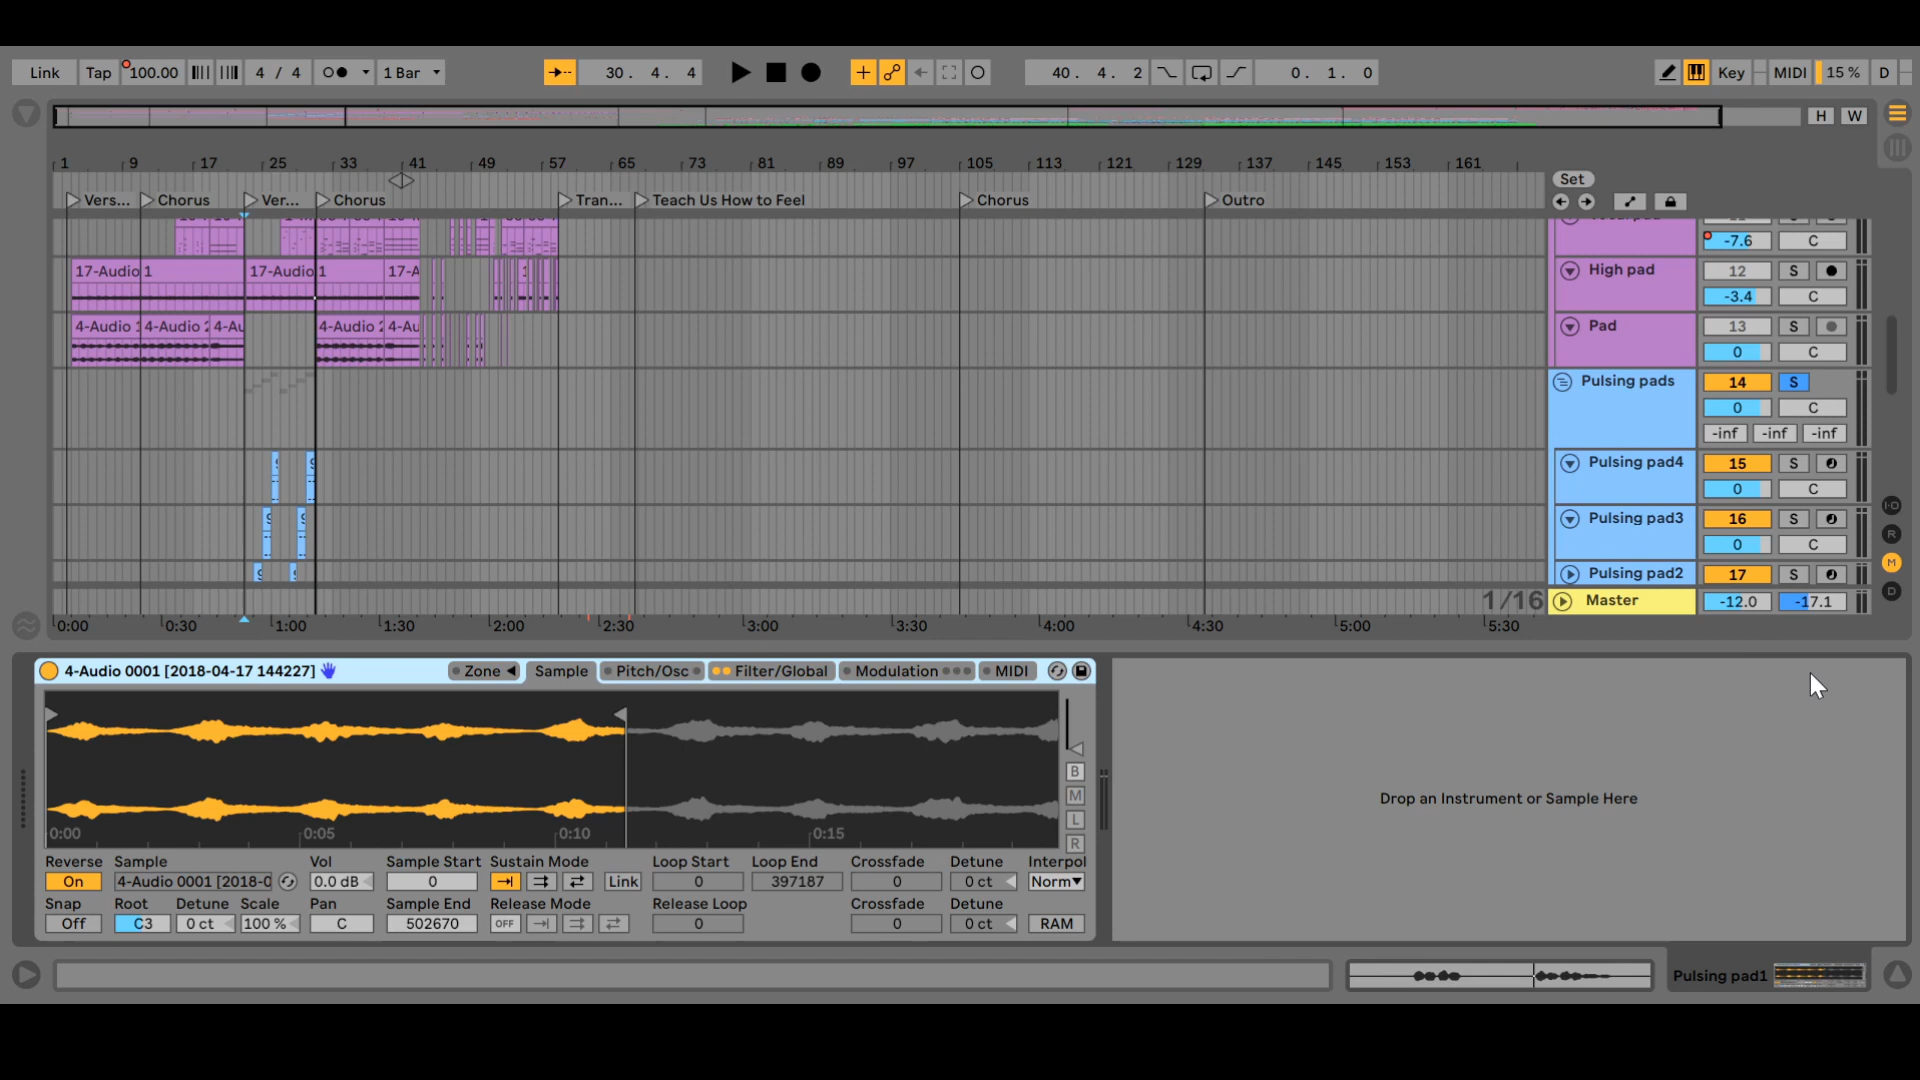 Link Tap 100.00 4 / 4 1 Bar 30. 4. 4 40. 4. 2 0. 1. 0 Key MIDI 15 % D
H W
1 9 17 25 33 41 49 57 65 73 81 89 97 105 113 121 129 137 145 153 161
Set
Vers... Chorus Ver... Chorus Tran... Teach Us How to Feel Chorus Outro
-7.6 C
17-Audio 1 17-Audio 1 17-A High pad 12 S
-3.4 C
4-Audio 4-Audio 4-Au 4-Audio 4-Au Pad 13 S
0 C
Pulsing pads 14 S
0 C
-inf -inf -inf
Pulsing pad4 15 S
0 C
Pulsing pad3 16 S
0 C
Pulsing pad2 17 S
1/16 Master -12.0 -17.1
0:00 0:30 1:00 1:30 2:00 2:30 3:00 3:30 4:00 4:30 5:00 5:30
4-Audio 0001 [2018-04-17 144227] Zone Sample Pitch/Osc Filter/Global Modulation MIDI
B
M
L
R
0:00 0:05 0:10 0:15
Drop an Instrument or Sample Here
Reverse Sample Vol Sample Start Sustain Mode Loop Start Loop End Crossfade Detune Interpol
On 4-Audio 0001 [2018-0 0.0 dB 0 Link 0 397187 0 0 ct Norm
Snap Root Detune Scale Pan Sample End Release Mode Release Loop Crossfade Detune
Off C3 0 ct 100 % C 502670 OFF 0 0 0 ct RAM
Pulsing pad1